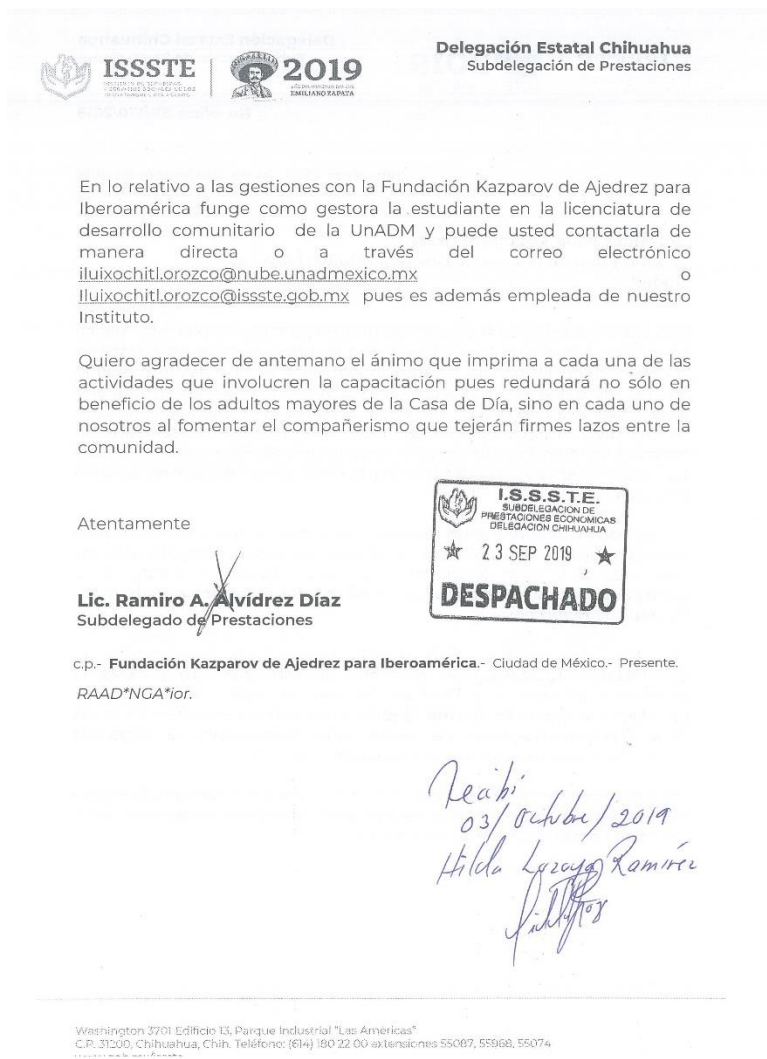 Delegación Estatal Chihuahua
Subdelegación de Prestaciones
ISSSTE
2019
EMILIANO ZAPATA
En lo relativo a las gestiones con la Fundación Kazparov de Ajedrez para
Iberoamérica funge como gestora la estudiante en la licenciatura de
desarrollo comunitario de la UnADM y puede usted contactarla de
manera directa o a través del correo electrónico
iluixochitl.orozco@nube.unadmexico.mx o
Iluixochitl.orozco@issste.gob.mx pues es además empleada de nuestro
Instituto.
Quiero agradecer de antemano el ánimo que imprima a cada una de las
actividades que involucren la capacitación pues redundará no sólo en
beneficio de los adultos mayores de la Casa de Día, sino en cada uno de
nosotros al fomentar el compañerismo que tejerán firmes lazos entre la
comunidad.
I.S.S.S.T.E.
SUBDELEGACION DE
PRESTACIONES ECONOMICAS
DELEGACION CHIHUAHUA
23 SEP 2019
DESPACHADO
Atentamente
Lic. Ramiro A. Alvídrez Díaz
Subdelegado de Prestaciones
c.p.- Fundación Kazparov de Ajedrez para Iberoamérica.- Ciudad de México.- Presente.
RAAD*NGA*ior.
Recibi
03/Octubre/2019
Hilda Ramírez
Washington 3701 Edificio 13, Parque Industrial "Las Américas"
C.P. 31200, Chihuahua, Chih. Teléfono: (614) 180 22 00 extensiones 55087, 55968, 55074